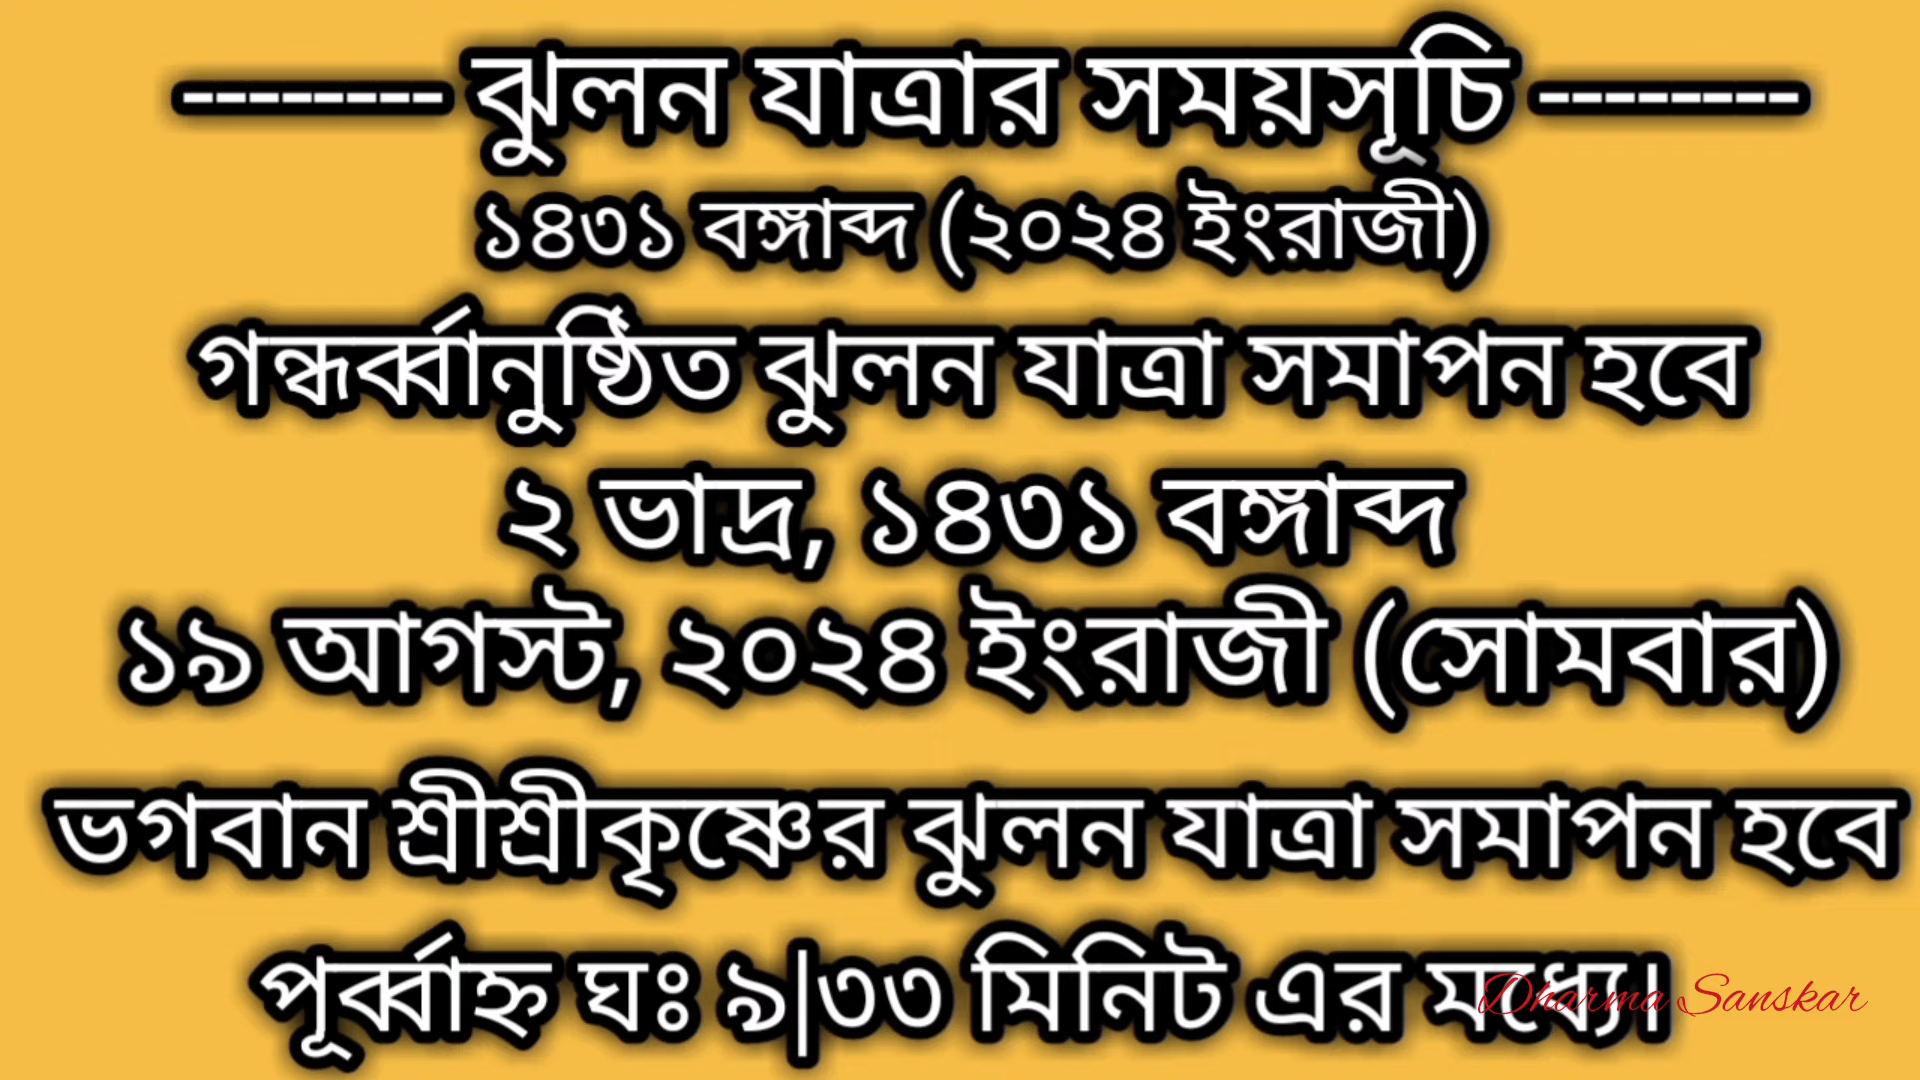 ------- ঝুলন যাত্রার সময়সূচি -------
১৪৩১ বঙ্গাব্দ (২০২৪ ইংরাজী)
গন্ধর্ব্বানুষ্ঠিত ঝুলন যাত্রা সমাপন হবে
২ ভাদ্র, ১৪৩১ বঙ্গাব্দ
১৯ আগস্ট, ২০২৪ ইংরাজী (সোমবার)
ভগবান শ্রীশ্রীকৃষ্ণের ঝুলন যাত্রা সমাপন হবে
পূর্ব্বাহ্ন ঘঃ ৯|৩৩ মিনিট এর মধ্যে।
Dharma Sanskar